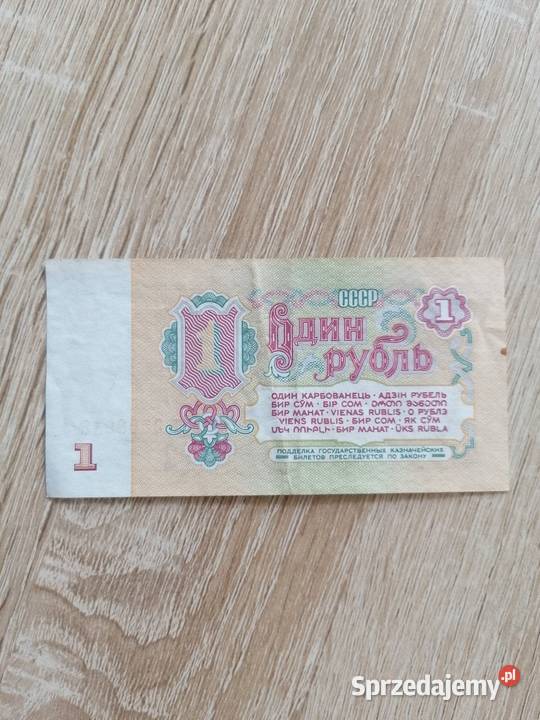 СССР
1
1
Один
рубль
ОДИН КАРБОВАНЕЦЬ · АДЗІН РУБЕЛЬ
БИР СЎМ · БІР СОМ · ᲝᲠᲗᲘ ᲛᲐᲜᲔᲗᲘ
БИР МАНАТ · VIENAS RUBLIS · О РУБЛЭ
VIENS RUBLIS · БИР СОМ · ЯК СӮМ
ՄԵԿ ՌՈՒԲԼԻ · БИР МАНАТ · ÜKS RUBLA
ПОДДЕЛКА ГОСУДАРСТВЕННЫХ КАЗНАЧЕЙСКИХ
БИЛЕТОВ ПРЕСЛЕДУЕТСЯ ПО ЗАКОНУ
1
Sprzedajemy.pl